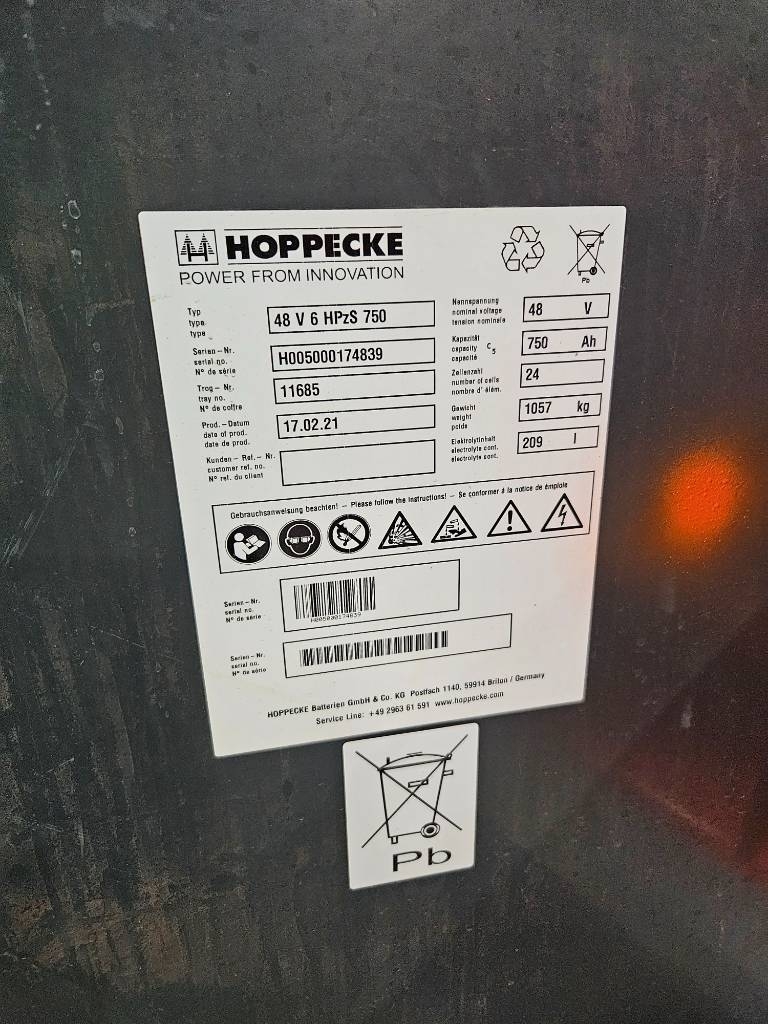 HOPPECKE
POWER FROM INNOVATION
Pb
Typ
type
type
48 V 6 HPzS 750
Serien-Nr.
serial no.
N° de série
H005000174839
Trog-Nr.
tray no.
N° de coffre
11685
Prod.-Datum
date of prod.
date de prod.
17.02.21
Kunden-Ref.-Nr.
customer ref. no.
N° ref. du client
Nennspannung
nominal voltage
tension nominale
48 V
Kapazität
capacity C5
capacité
750 Ah
Zellenzahl
number of cells
nombre d'élém.
24
Gewicht
weight
poids
1057 kg
Elektrolytinhalt
electrolyte cont.
electrolyte cont.
209 l
Gebrauchsanweisung beachten! - Please follow the instructions! - Se conformer à la notice de émploie
Serien-Nr.
serial no.
N° de série
H005000174839
Serien-Nr.
serial no.
N° de série
HOPPECKE Batterien GmbH & Co. KG Postfach 1140, 59914 Brilon / Germany
Service Line: +49 2963 61 591 www.hoppecke.com
Pb